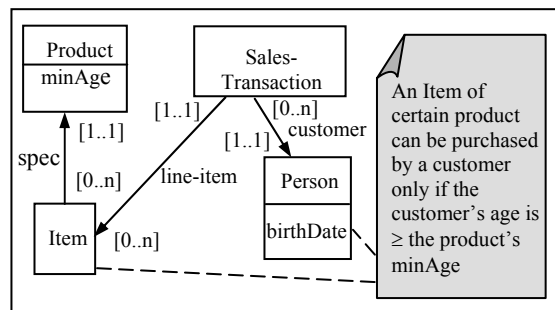 Product
minAge
Sales-
Transaction
[1..1]
[0..n]
customer
[1..1]
[1..1]
spec
line-item
[0..n]
Person
birthDate
Item
[0..n]
An Item of
certain product
can be purchased
by a customer
only if the
customer’s age is
≥ the product’s
minAge